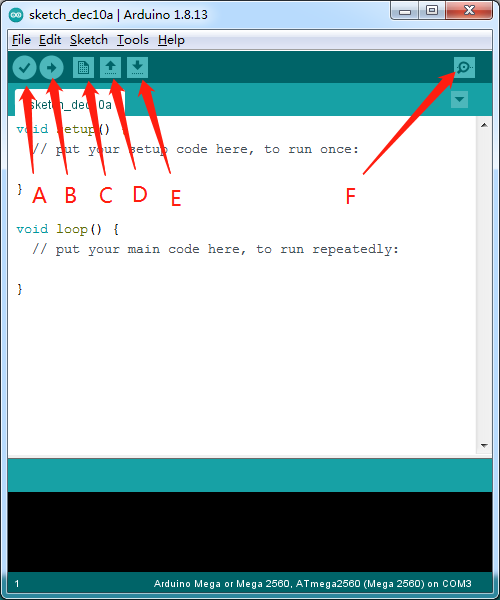 sketch_dec10a | Arduino 1.8.13
File Edit Sketch Tools Help
sketch_dec10a
void setup() {
// put your setup code here, to run once:
}
A B C D E F
void loop() {
// put your main code here, to run repeatedly:
}
1 Arduino Mega or Mega 2560, ATmega2560 (Mega 2560) on COM3